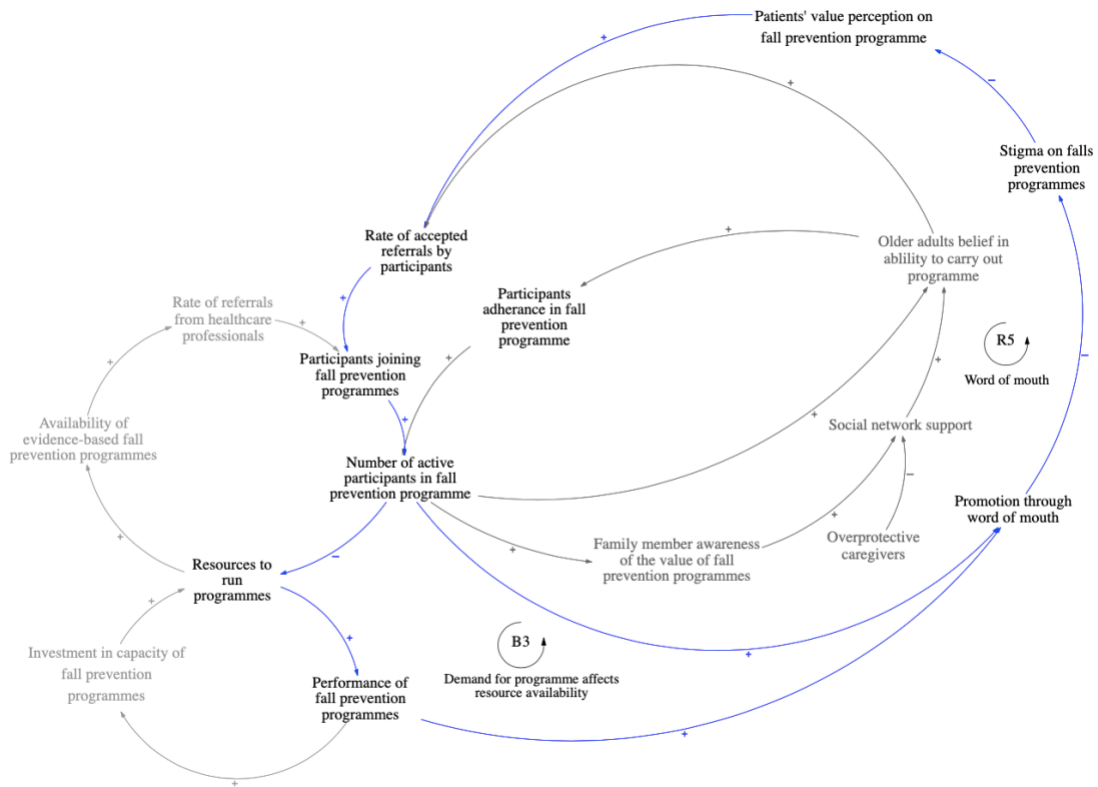 Patients' value perception on
fall prevention programme
+
+
−
Stigma on falls
prevention
programmes
Rate of accepted
referrals by
participants
+
Older adults belief in
ablility to carry out
programme
+
Rate of referrals
from healthcare
professionals
+
Participants
adherance in fall
prevention
programme
R5
Word of mouth
−
+
Participants joining
fall prevention
programmes
+
+
+
+
Availability of
evidence-based fall
prevention programmes
Social network support
Number of active
participants in fall
prevention programme
−
Promotion through
word of mouth
+
+
+
Family member awareness
of the value of fall
prevention programmes
Overprotective
caregivers
−
Resources to
run
programmes
+
+
B3
Demand for programme affects
resource availability
+
Investment in capacity of
fall prevention
programmes
Performance of
fall prevention
programmes
+
+